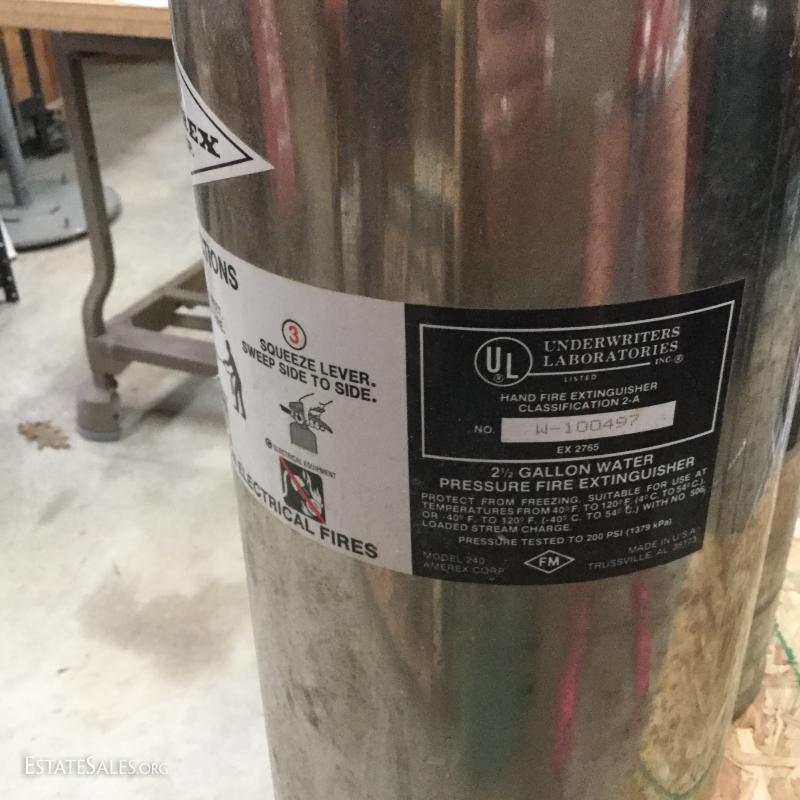 SQUEEZE LEVER.
SWEEP SIDE TO SIDE.
3
ELECTRICAL EQUIPMENT
ELECTRICAL FIRES
UL
UNDERWRITERS
LABORATORIES
INC.®
LISTED
HAND FIRE EXTINGUISHER
CLASSIFICATION 2-A
NO. W-100497
EX 2765
2½ GALLON WATER
PRESSURE FIRE EXTINGUISHER
PROTECT FROM FREEZING. SUITABLE FOR USE AT
TEMPERATURES FROM 40° F. TO 120° F. (4° C. TO 54° C.)
OR -40° F. TO 120° F. (-40° C. TO 54° C.) WITH NO. 506
LOADED STREAM CHARGE.
PRESSURE TESTED TO 200 PSI (1379 kPa)
MODEL 240
AMEREX CORP.
FM
MADE IN U.S.A.
TRUSSVILLE, AL 35173
ESTATESALES.ORG